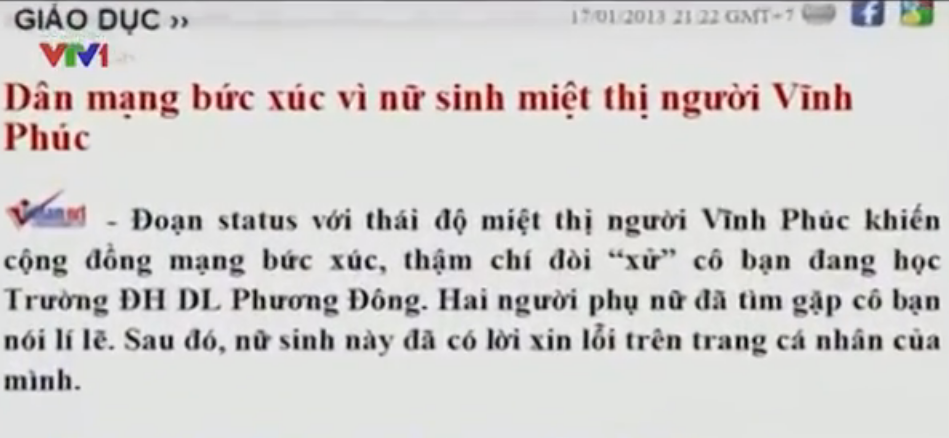 GIÁO DỤC ››
17/01/2013 21:22 GMT+7
VTV1
Dân mạng bức xúc vì nữ sinh miệt thị người Vĩnh
Phúc
- Đoạn status với thái độ miệt thị người Vĩnh Phúc khiến
cộng đồng mạng bức xúc, thậm chí đòi “xử” cô bạn đang học
Trường ĐH DL Phương Đông. Hai người phụ nữ đã tìm gặp cô bạn
nói lí lẽ. Sau đó, nữ sinh này đã có lời xin lỗi trên trang cá nhân của
mình.